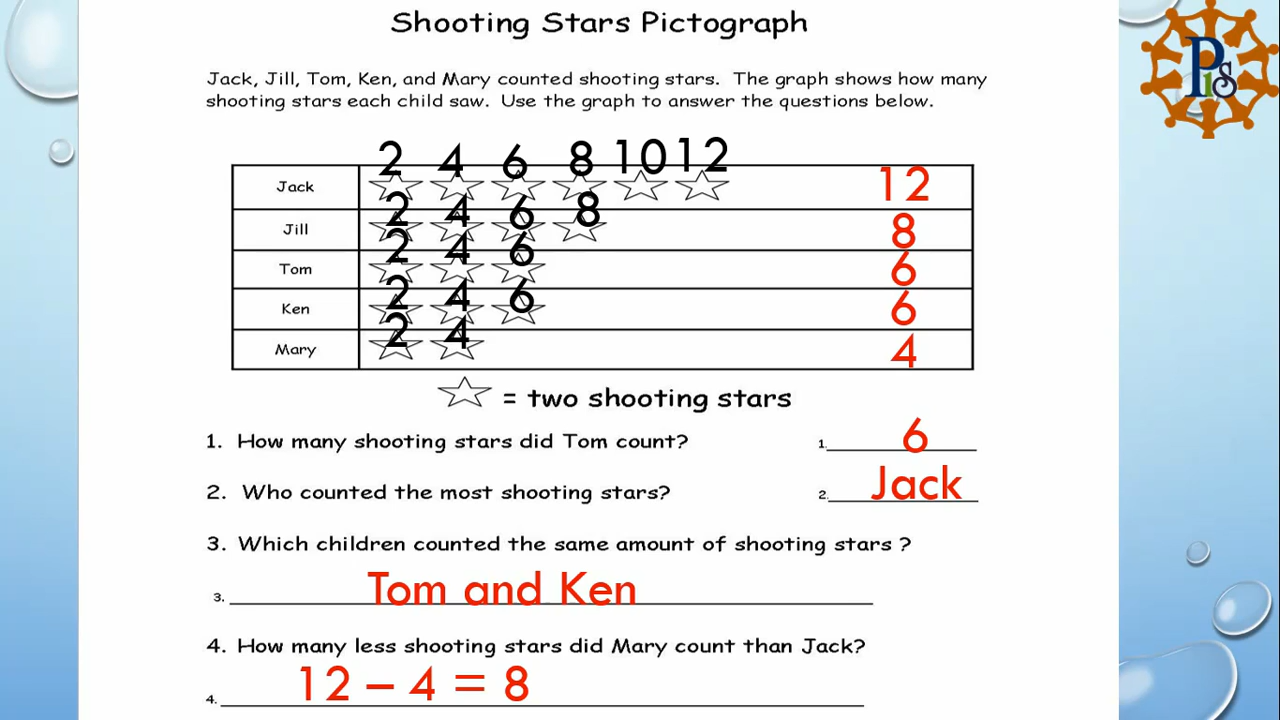 Shooting Stars Pictograph
PiS
Jack, Jill, Tom, Ken, and Mary counted shooting stars. The graph shows how many
shooting stars each child saw. Use the graph to answer the questions below.
2 4 6 8 10 12
Jack 12
2 4 6 8
Jill 8
2 4 6
Tom 6
2 4 6
Ken 6
2 4
Mary 4
= two shooting stars
1. How many shooting stars did Tom count? 1. 6
2. Who counted the most shooting stars? 2. Jack
3. Which children counted the same amount of shooting stars ?
3. Tom and Ken
4. How many less shooting stars did Mary count than Jack?
4. 12 – 4 = 8